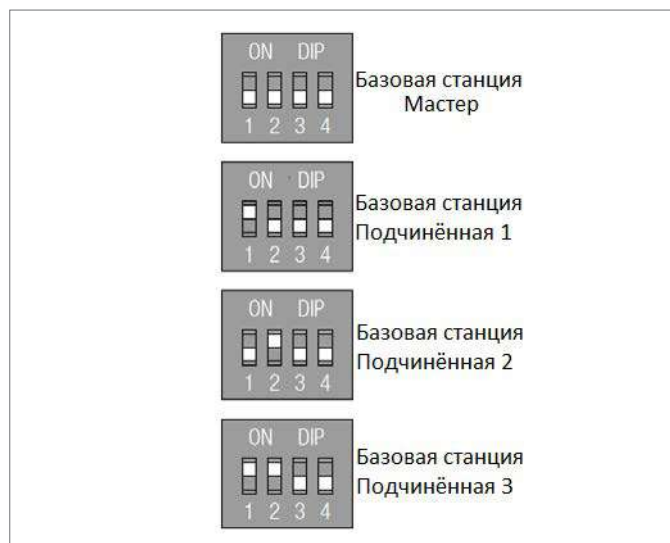 ON DIP
Базовая станция
Мастер
1 2 3 4
ON DIP
Базовая станция
Подчинённая 1
1 2 3 4
ON DIP
Базовая станция
Подчинённая 2
1 2 3 4
ON DIP
Базовая станция
Подчинённая 3
1 2 3 4